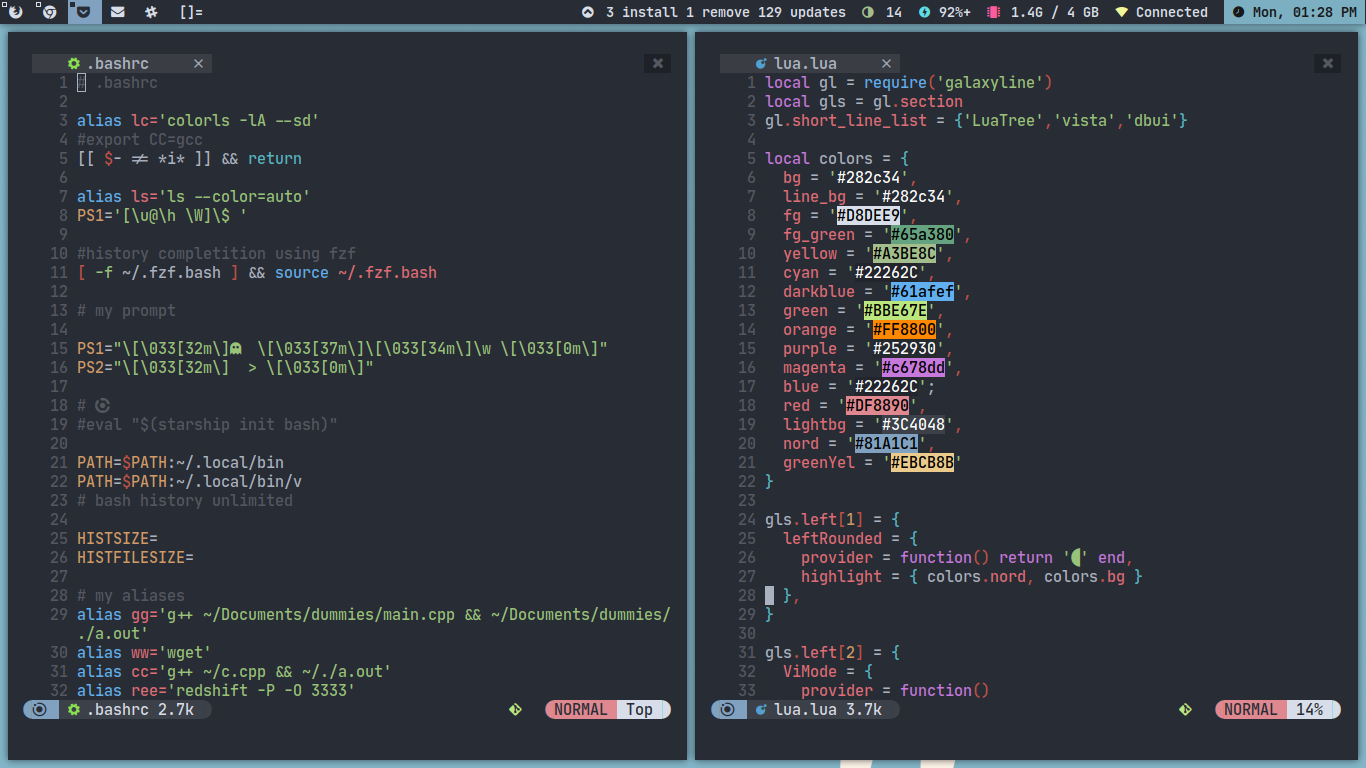 []= 3 install 1 remove 129 updates 14 92%+ 1.4G / 4 GB Connected Mon, 01:28 PM
.bashrc ×
1 # .bashrc
2
3 alias lc='colorls -lA --sd'
4 #export CC=gcc
5 [[ $- != *i* ]] && return
6
7 alias ls='ls --color=auto'
8 PS1='[\u@\h \W]\$ '
9
10 #history completition using fzf
11 [ -f ~/.fzf.bash ] && source ~/.fzf.bash
12
13 # my prompt
14
15 PS1="\[\033[32m\] \[\033[37m\]\[\033[34m\]\w \[\033[0m\]"
16 PS2="\[\033[32m\]  > \[\033[0m\]"
17
18 #
19 #eval "$(starship init bash)"
20
21 PATH=$PATH:~/.local/bin
22 PATH=$PATH:~/.local/bin/v
23 # bash history unlimited
24
25 HISTSIZE=
26 HISTFILESIZE=
27
28 # my aliases
29 alias gg='g++ ~/Documents/dummies/main.cpp && ~/Documents/dummies/
./a.out'
30 alias ww='wget'
31 alias cc='g++ ~/c.cpp && ~/./a.out'
32 alias ree='redshift -P -O 3333'
.bashrc 2.7k NORMAL Top
lua.lua ×
1 local gl = require('galaxyline')
2 local gls = gl.section
3 gl.short_line_list = {'LuaTree','vista','dbui'}
4
5 local colors = {
6   bg = '#282c34',
7   line_bg = '#282c34',
8   fg = '#D8DEE9',
9   fg_green = '#65a380',
10   yellow = '#A3BE8C',
11   cyan = '#22262C',
12   darkblue = '#61afef',
13   green = '#BBE67E',
14   orange = '#FF8800',
15   purple = '#252930',
16   magenta = '#c678dd',
17   blue = '#22262C';
18   red = '#DF8890',
19   lightbg = '#3C4048',
20   nord = '#81A1C1',
21   greenYel = '#EBCB8B'
22 }
23
24 gls.left[1] = {
25   leftRounded = {
26     provider = function() return '' end,
27     highlight = { colors.nord, colors.bg }
28   },
29 }
30
31 gls.left[2] = {
32   ViMode = {
33     provider = function()
lua.lua 3.7k NORMAL 14%